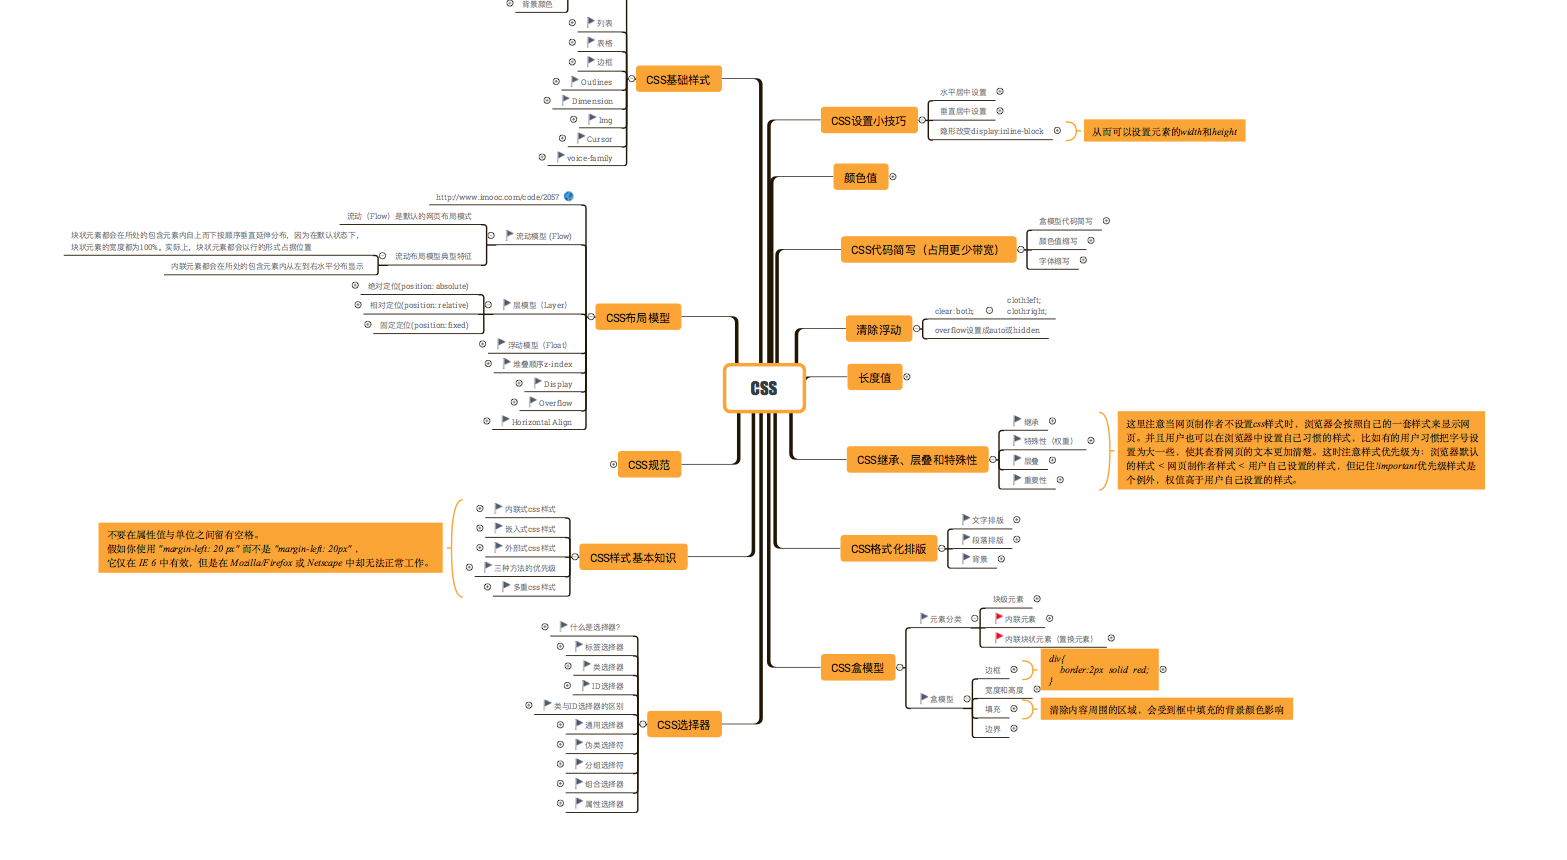 背景颜色
列表
表格
边框
Outlines
Dimension
Img
Cursor
voice-family
CSS基础样式
http://www.imooc.com/code/2057
流动（Flow）是默认的网页布局模式
流动模型 (Flow)
块状元素都会在所处的包含元素内自上而下按顺序垂直延伸分布，因为在默认状态下，
块状元素的宽度都为100%。实际上，块状元素都会以行的形式占据位置
流动布局模型典型特征
内联元素都会在所处的包含元素内从左到右水平分布显示
绝对定位(position: absolute)
相对定位(position: relative)
层模型（Layer）
固定定位(position: fixed)
CSS布局模型
浮动模型（Float）
堆叠顺序z-index
Display
Overflow
Horizontal Align
CSS
CSS规范
不要在属性值与单位之间留有空格。
假如你使用 "margin-left: 20 px" 而不是 "margin-left: 20px" ，
它仅在 IE 6 中有效，但是在 Mozilla/Firefox 或 Netscape 中却无法正常工作。
内联式css样式
嵌入式css样式
外部式css样式
三种方法的优先级
多重css样式
CSS样式基本知识
什么是选择器?
标签选择器
类选择器
ID选择器
类与ID选择器的区别
通用选择器
伪类选择符
分组选择符
组合选择器
属性选择器
CSS选择器
CSS设置小技巧
水平居中设置
垂直居中设置
隐形改变display:inline-block
从而可以设置元素的width和height
颜色值
CSS代码简写（占用更少带宽）
盒模型代码简写
颜色值缩写
字体缩写
清除浮动
clear: both;
cloth:left;
cloth:right;
overflow设置成auto或hidden
长度值
CSS继承、层叠和特殊性
继承
特殊性（权重）
层叠
重要性
这里注意当网页制作者不设置css样式时，浏览器会按照自己的一套样式来显示网
页。并且用户也可以在浏览器中设置自己习惯的样式，比如有的用户习惯把字号设
置为大一些，使其查看网页的文本更加清楚。这时注意样式优先级为：浏览器默认
的样式 < 网页制作者样式 < 用户自己设置的样式，但记住!important优先级样式是
个例外，权值高于用户自己设置的样式。
CSS格式化排版
文字排版
段落排版
背景
CSS盒模型
元素分类
块级元素
内联元素
内联块状元素（置换元素）
盒模型
边框
div{
border:2px solid red;
}
宽度和高度
填充
清除内容周围的区域，会受到框中填充的背景颜色影响
边界